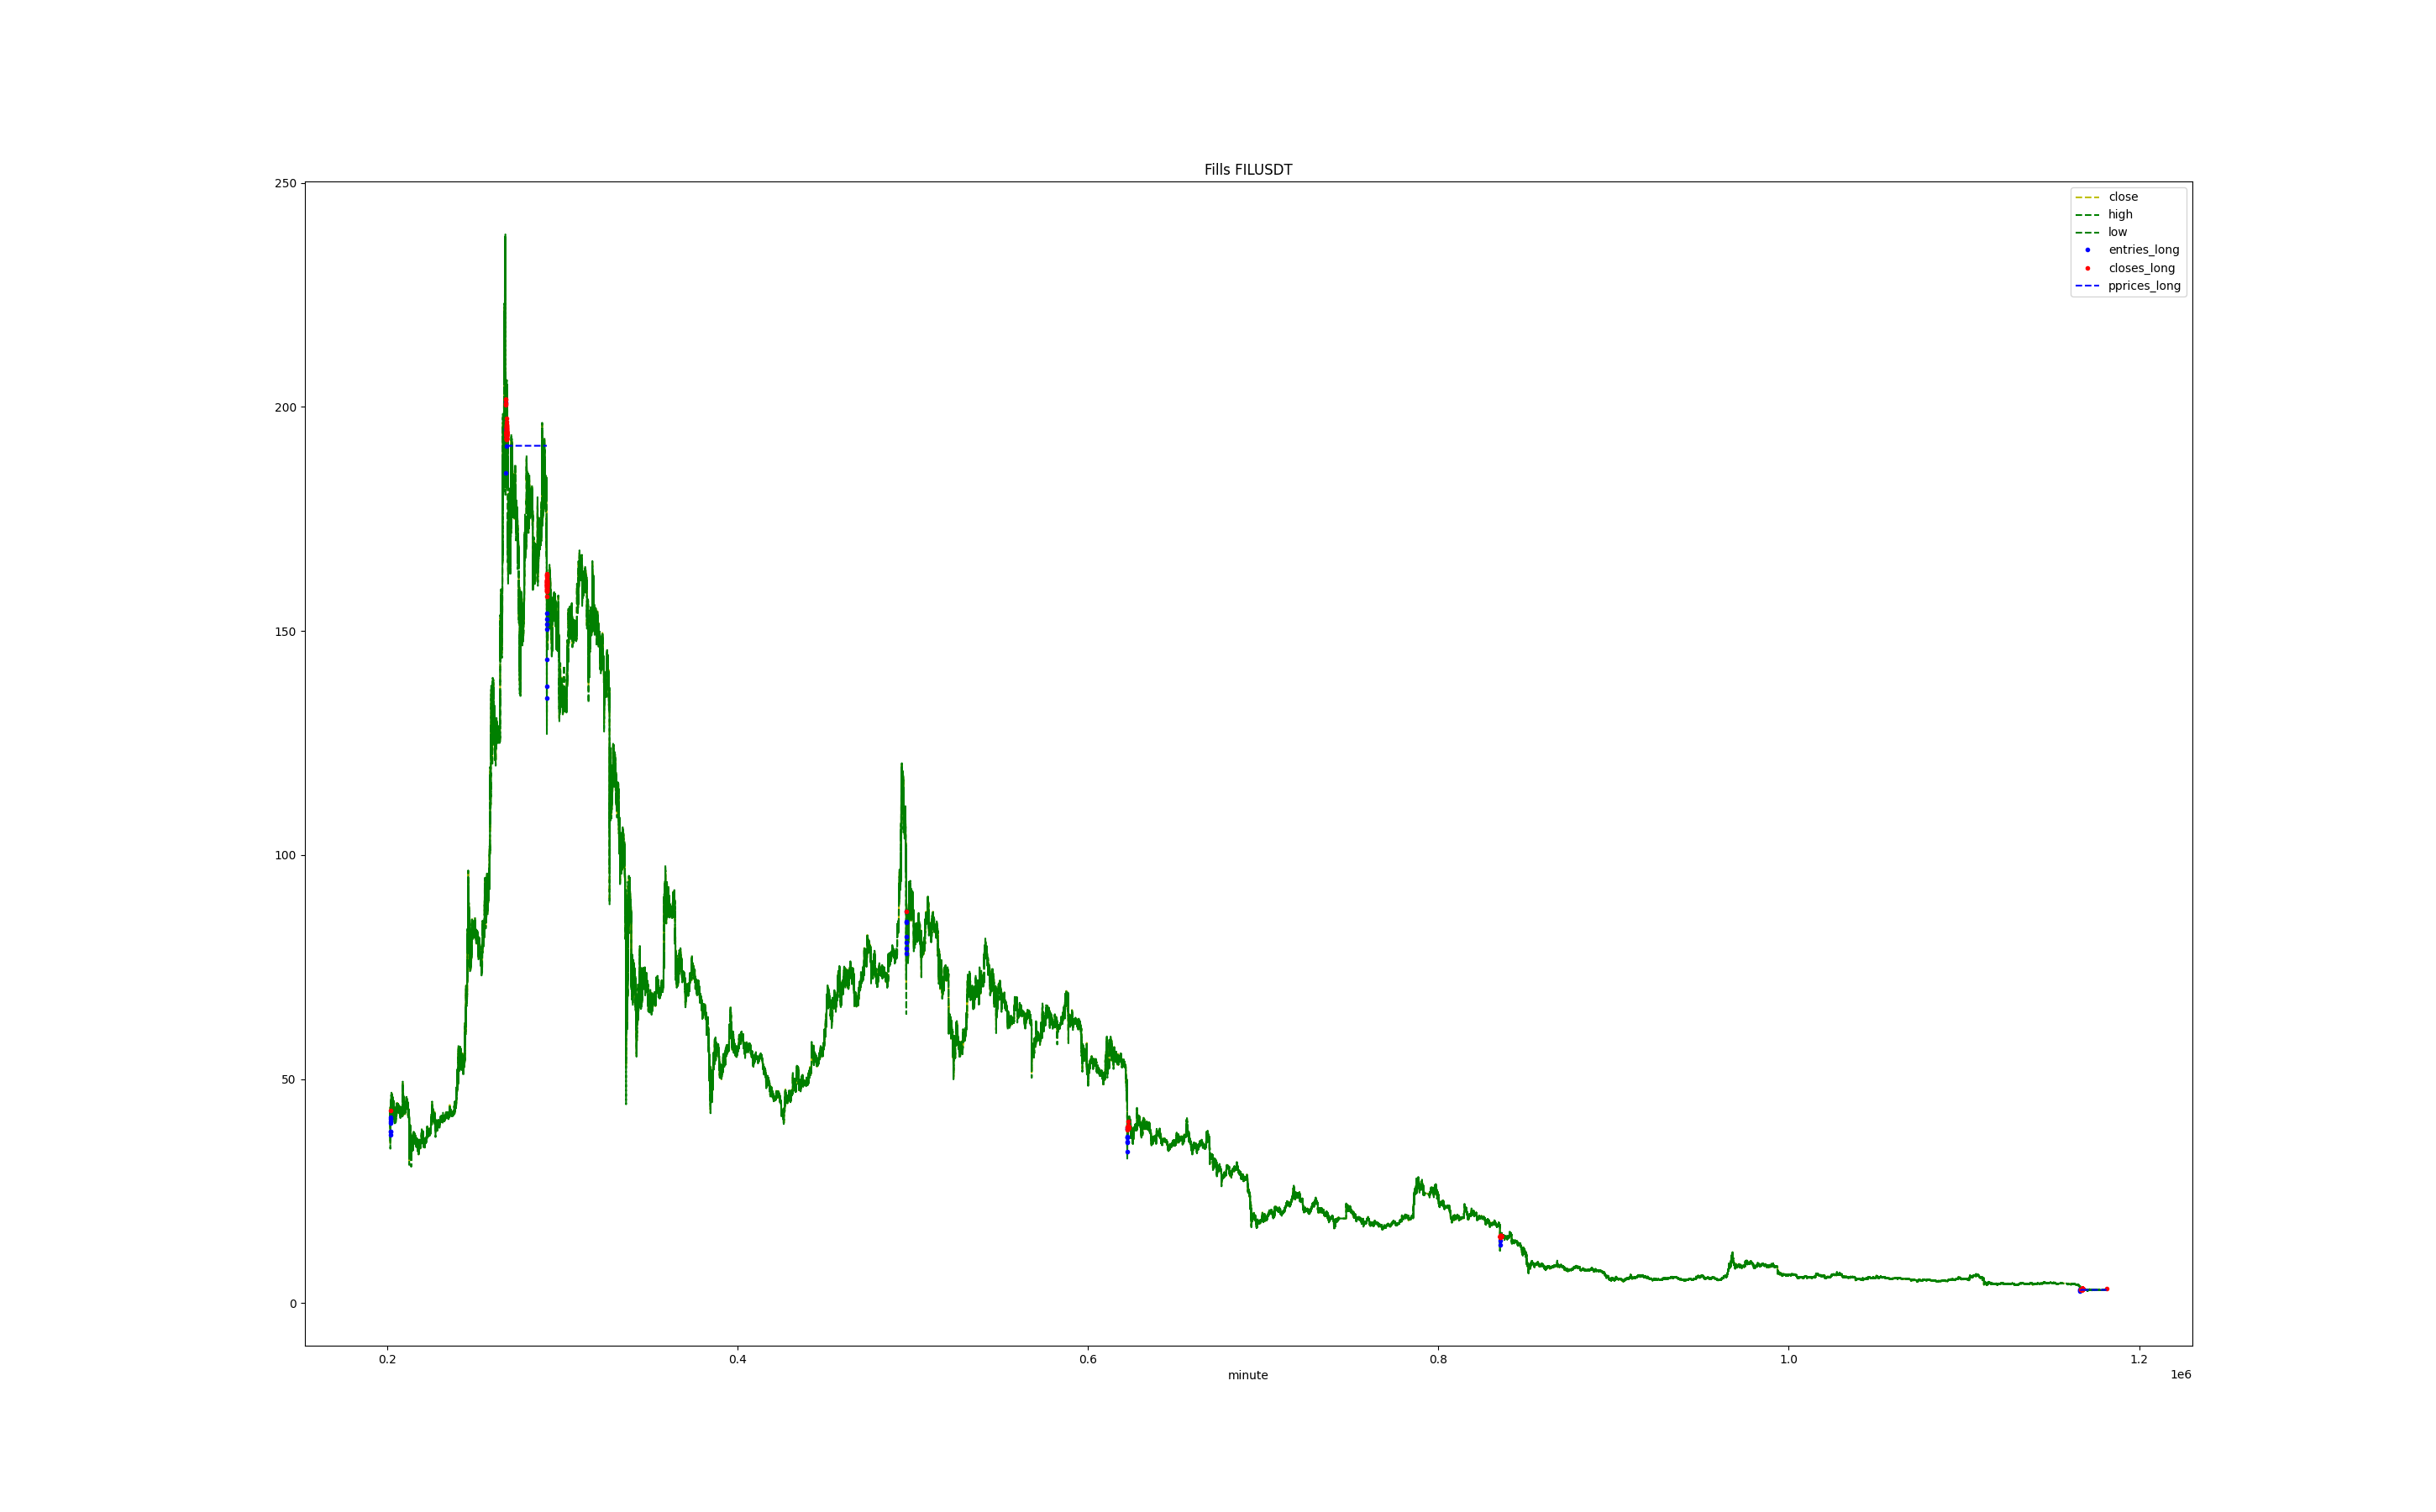 Fills FILUSDT
250
200
150
100
50
0
close
high
low
entries_long
closes_long
pprices_long
0.2 0.4 0.6 0.8 1.0 1.2
1e6
minute